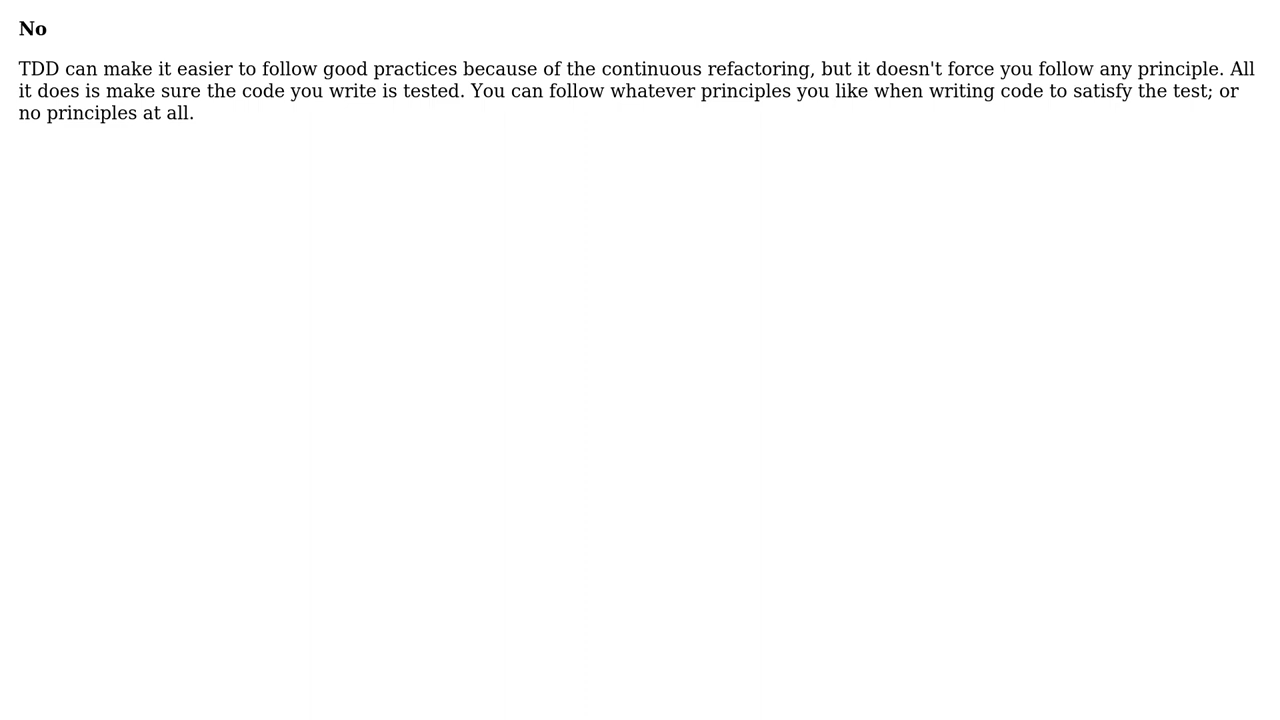 No
TDD can make it easier to follow good practices because of the continuous refactoring, but it doesn't force you follow any principle. All
it does is make sure the code you write is tested. You can follow whatever principles you like when writing code to satisfy the test; or
no principles at all.